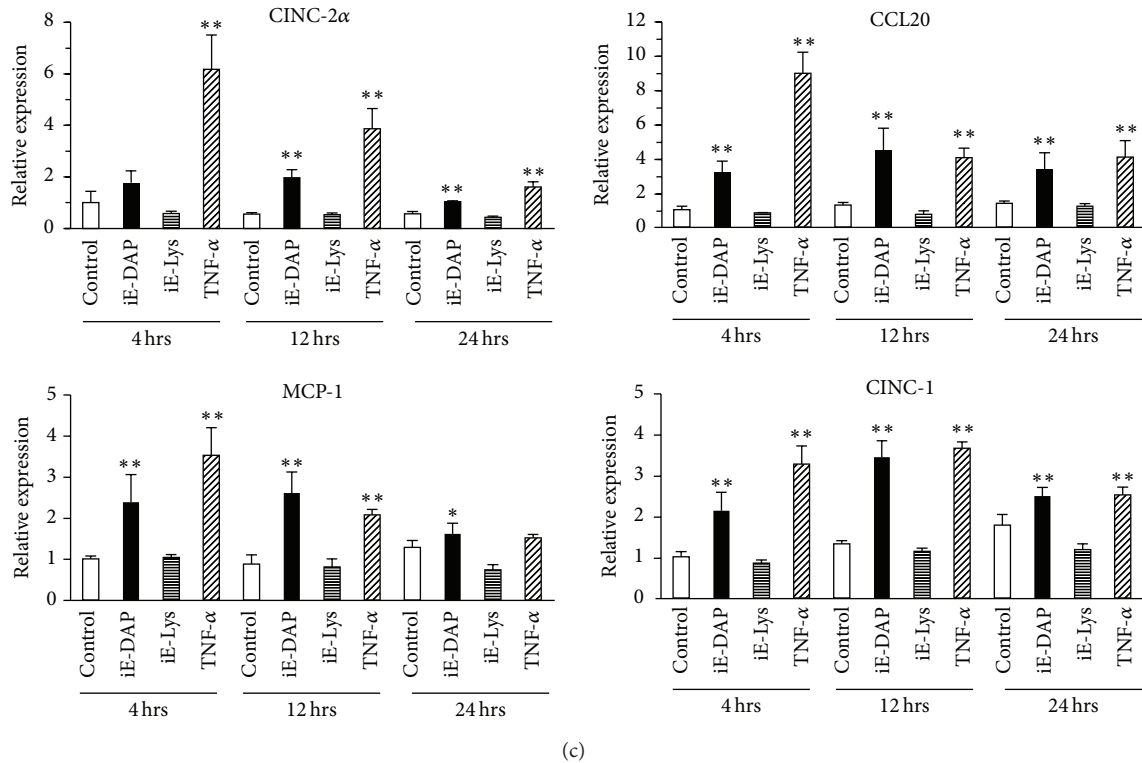 CINC-2α
8
6
4
2
0
Relative expression
** ** ** ** **
Control iE-DAP iE-Lys TNF-α Control iE-DAP iE-Lys TNF-α Control iE-DAP iE-Lys TNF-α
4 hrs 12 hrs 24 hrs
CCL20
12
10
8
6
4
2
0
Relative expression
** ** ** ** ** **
Control iE-DAP iE-Lys TNF-α Control iE-DAP iE-Lys TNF-α Control iE-DAP iE-Lys TNF-α
4 hrs 12 hrs 24 hrs
MCP-1
5
4
3
2
1
0
Relative expression
** ** ** ** *
Control iE-DAP iE-Lys TNF-α Control iE-DAP iE-Lys TNF-α Control iE-DAP iE-Lys TNF-α
4 hrs 12 hrs 24 hrs
CINC-1
5
4
3
2
1
0
Relative expression
** ** ** ** ** **
Control iE-DAP iE-Lys TNF-α Control iE-DAP iE-Lys TNF-α Control iE-DAP iE-Lys TNF-α
4 hrs 12 hrs 24 hrs
(c)